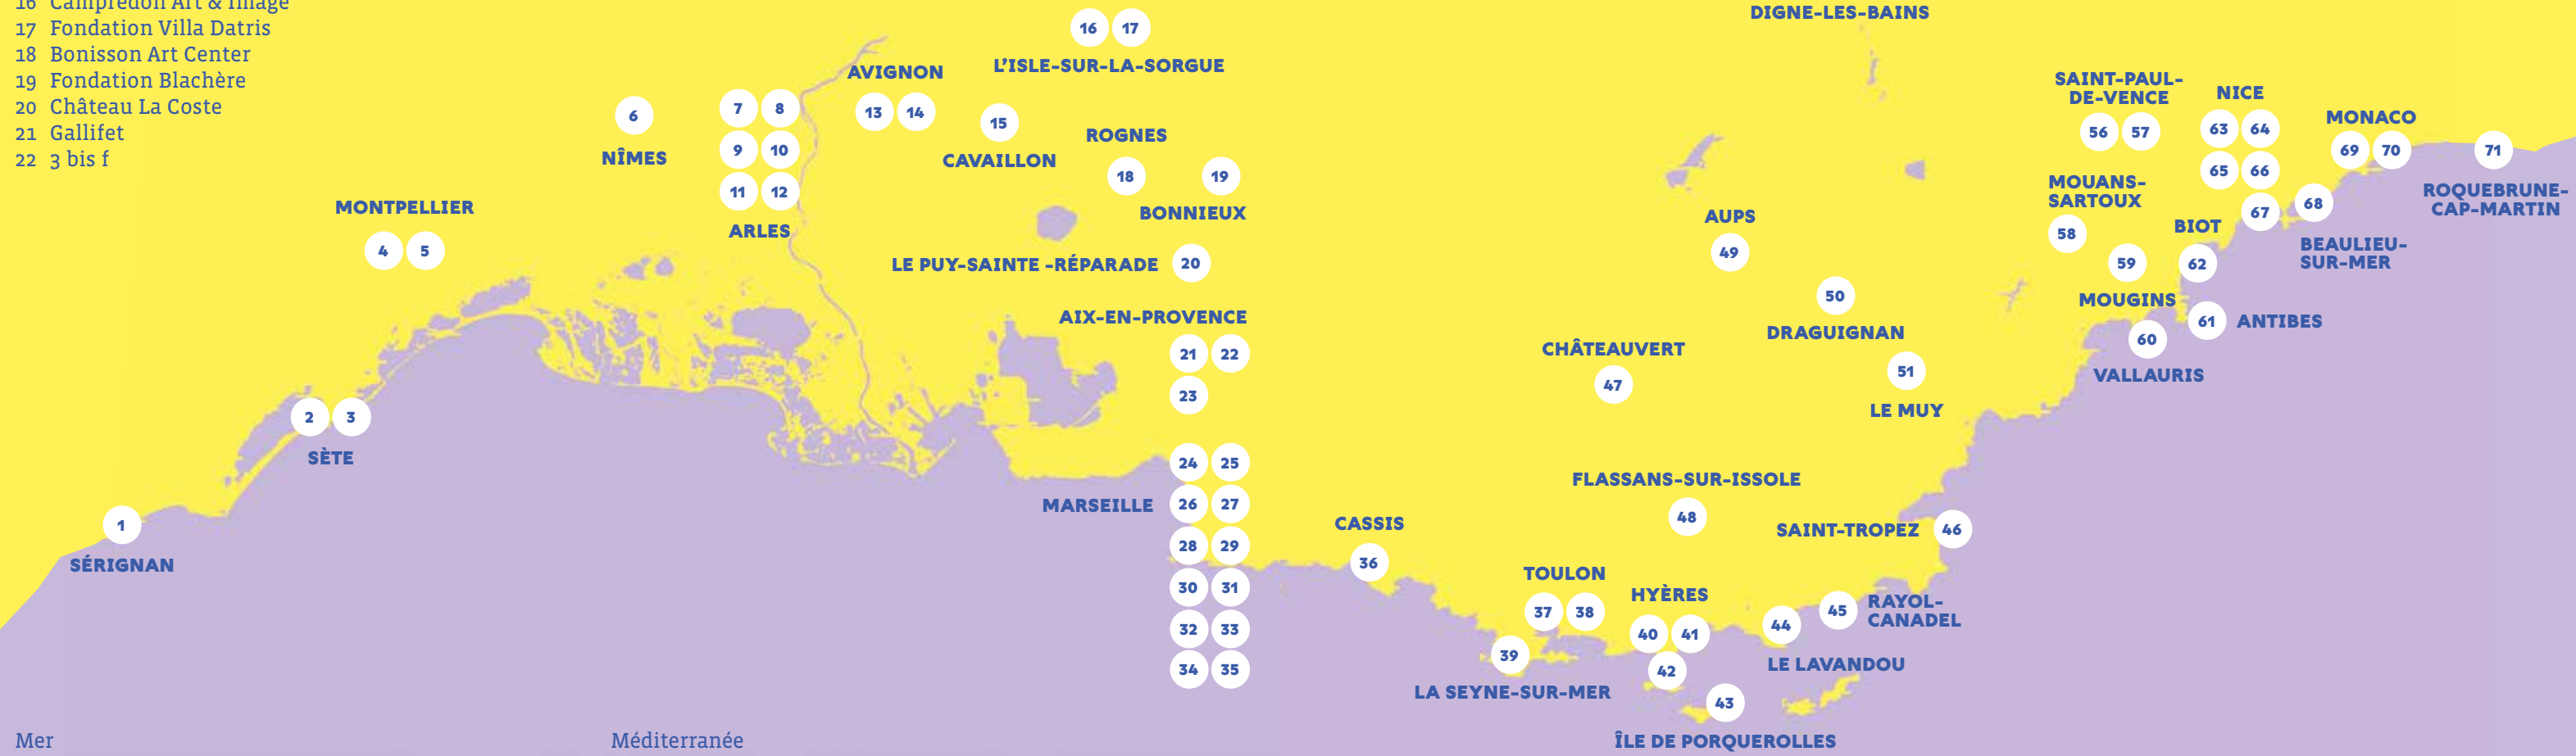 16 Campredon Art & Image
17 Fondation Villa Datris
18 Bonisson Art Center
19 Fondation Blachère
20 Château La Coste
21 Gallifet
22 3 bis f
DIGNE-LES-BAINS
16 17
L’ISLE-SUR-LA-SORGUE
AVIGNON
13 14
6
NÎMES
7 8
9 10
11 12
ARLES
15
CAVAILLON
ROGNES
18
19
BONNIEUX
MONTPELLIER
4 5
LE PUY-SAINTE -RÉPARADE 20
AIX-EN-PROVENCE
21 22
23
2 3
SÈTE
1
SÉRIGNAN
24 25
MARSEILLE 26 27
28 29
30 31
32 33
34 35
CASSIS
36
AUPS
49
50
DRAGUIGNAN
CHÂTEAUVERT
47
51
LE MUY
FLASSANS-SUR-ISSOLE
48
SAINT-TROPEZ 46
TOULON
37 38
39
LA SEYNE-SUR-MER
HYÈRES
40 41
42
43
ÎLE DE PORQUEROLLES
44
LE LAVANDOU
45 RAYOL-
CANADEL
SAINT-PAUL-
DE-VENCE
56 57
NICE
63 64
65 66
67
MONACO
69 70
71
ROQUEBRUNE-
CAP-MARTIN
68
BEAULIEU-
SUR-MER
MOUANS-
SARTOUX
58
BIOT
62
59
MOUGINS
61 ANTIBES
60
VALLAURIS
Mer
Méditerranée